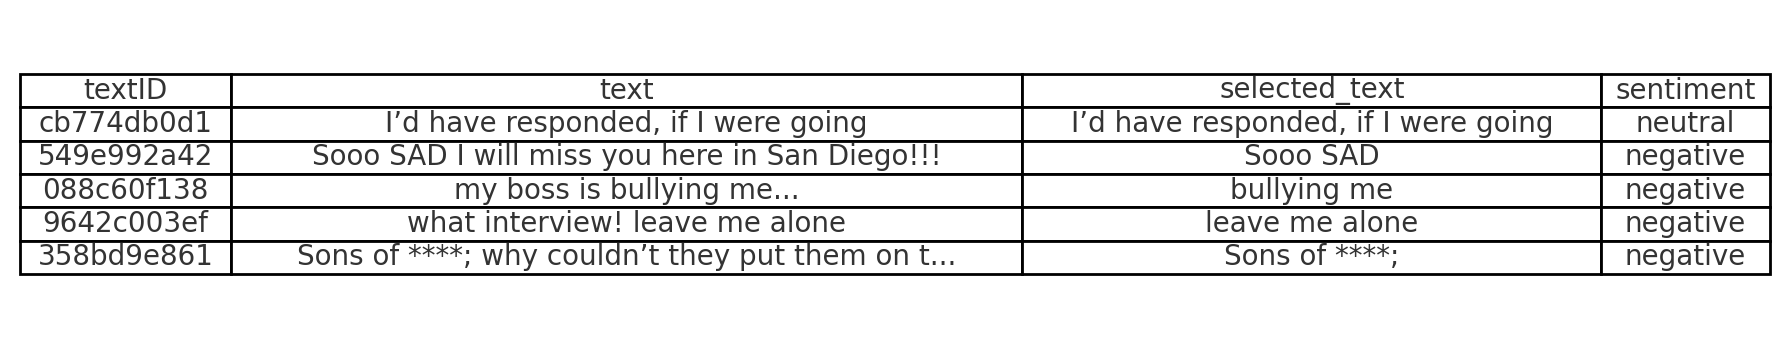 textID text selected_text sentiment
cb774db0d1 I’d have responded, if I were going I’d have responded, if I were going neutral
549e992a42 Sooo SAD I will miss you here in San Diego!!! Sooo SAD negative
088c60f138 my boss is bullying me... bullying me negative
9642c003ef what interview! leave me alone leave me alone negative
358bd9e861 Sons of ****; why couldn’t they put them on t... Sons of ****; negative